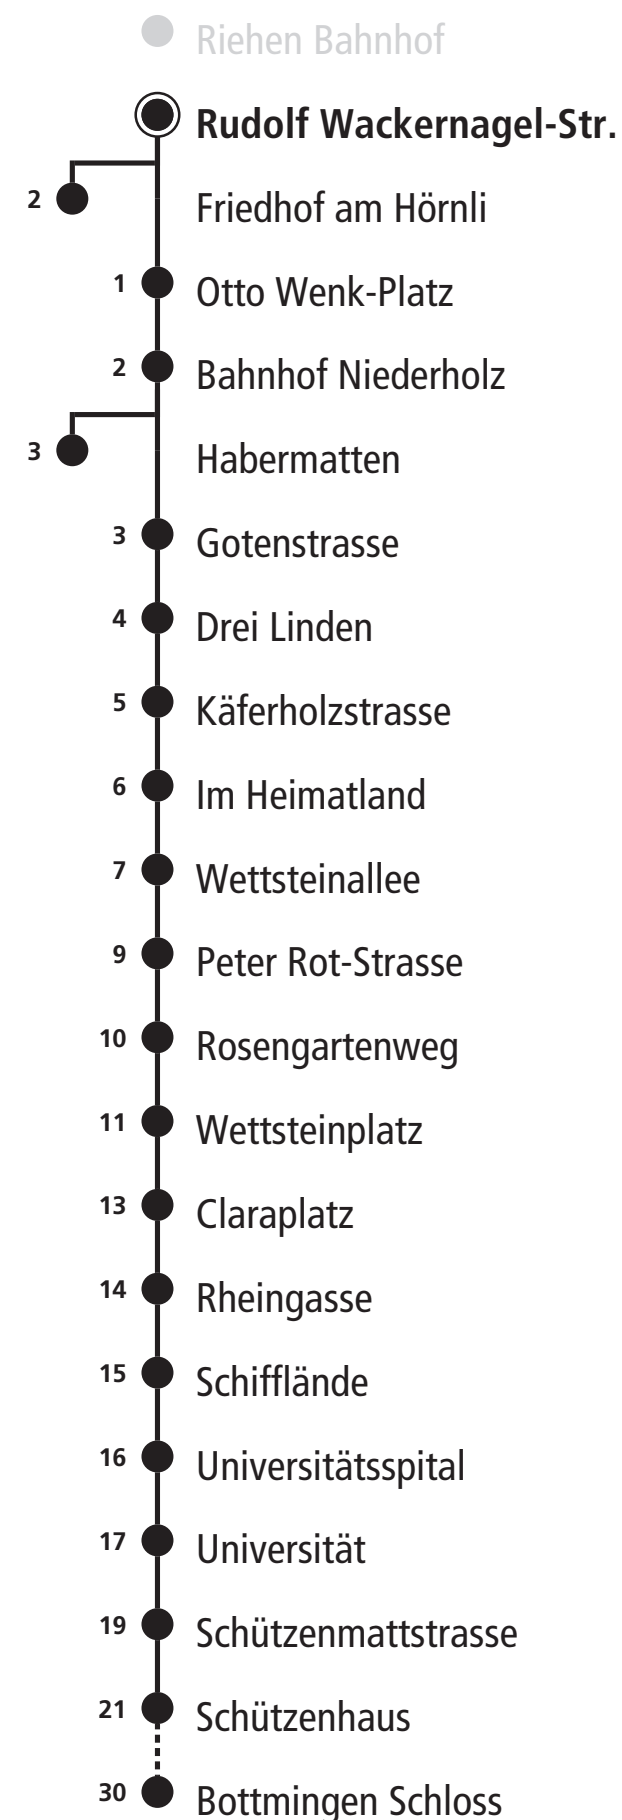 Riehen Bahnhof
Rudolf Wackernagel-Str.
2 Friedhof am Hörnli
1 Otto Wenk-Platz
2 Bahnhof Niederholz
3 Habermatten
3 Gotenstrasse
4 Drei Linden
5 Käferholzstrasse
6 Im Heimatland
7 Wettsteinallee
9 Peter Rot-Strasse
10 Rosengartenweg
11 Wettsteinplatz
13 Claraplatz
14 Rheingasse
15 Schifflände
16 Universitätsspital
17 Universität
19 Schützenmattstrasse
21 Schützenhaus
30 Bottmingen Schloss